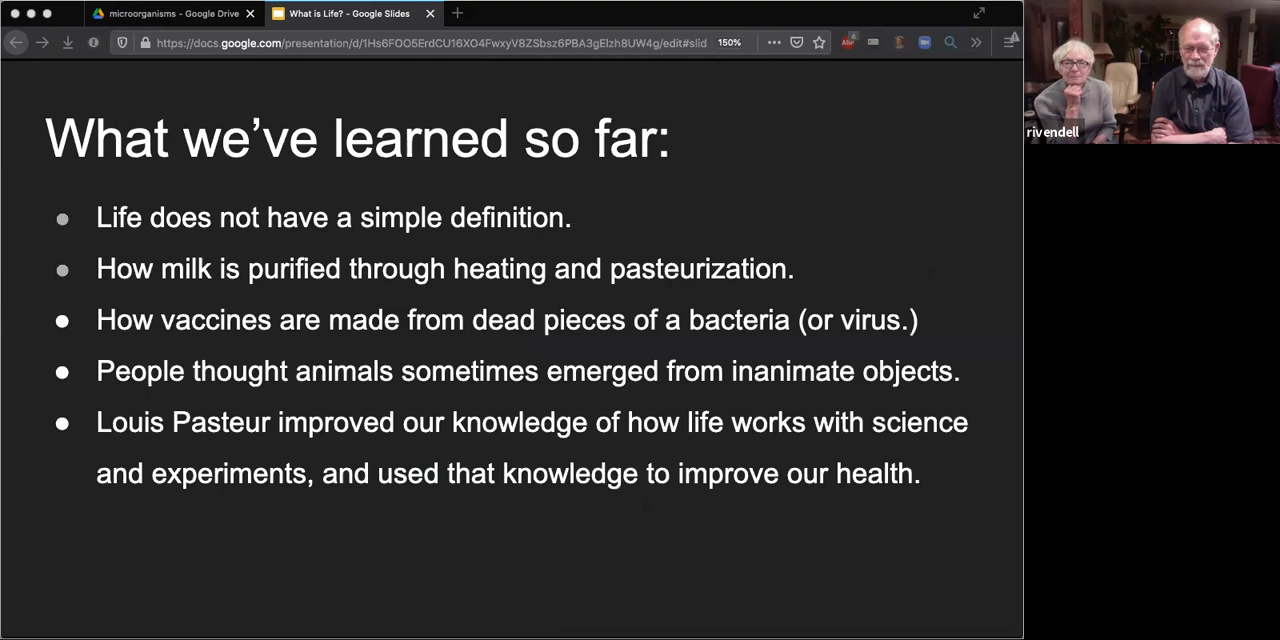 microorganisms - Google Drive
What is Life? - Google Slides
https://docs.google.com/presentation/d/1Hs6FOO5ErdCU16XO4FwxyV8ZSbsz6PBA3gElzh8UW4g/edit#slid
150%
What we've learned so far:
Life does not have a simple definition.
How milk is purified through heating and pasteurization.
How vaccines are made from dead pieces of a bacteria (or virus.)
People thought animals sometimes emerged from inanimate objects.
Louis Pasteur improved our knowledge of how life works with science
and experiments, and used that knowledge to improve our health.
rivendell